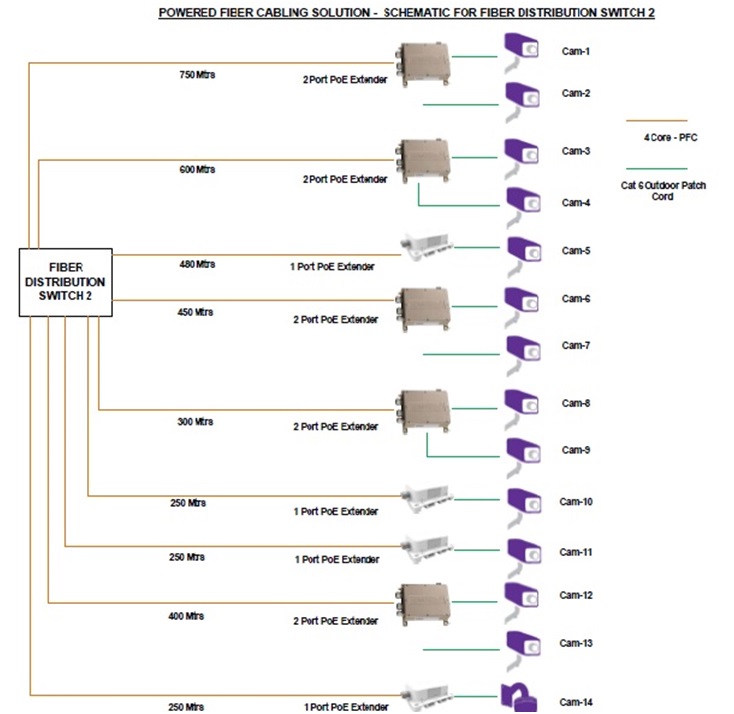 POWERED FIBER CABLING SOLUTION - SCHEMATIC FOR FIBER DISTRIBUTION SWITCH 2
Cam-1
750 Mtrs
2 Port PoE Extender
Cam-2
4 Core - PFC
Cam-3
600 Mtrs
2 Port PoE Extender
Cat 6 Outdoor Patch
Cord
Cam-4
Cam-5
480 Mtrs
1 Port PoE Extender
FIBER
DISTRIBUTION
SWITCH 2
Cam-6
450 Mtrs
2 Port PoE Extender
Cam-7
Cam-8
300 Mtrs
2 Port PoE Extender
Cam-9
Cam-10
250 Mtrs
1 Port PoE Extender
Cam-11
250 Mtrs
1 Port PoE Extender
Cam-12
400 Mtrs
2 Port PoE Extender
Cam-13
Cam-14
250 Mtrs
1 Port PoE Extender